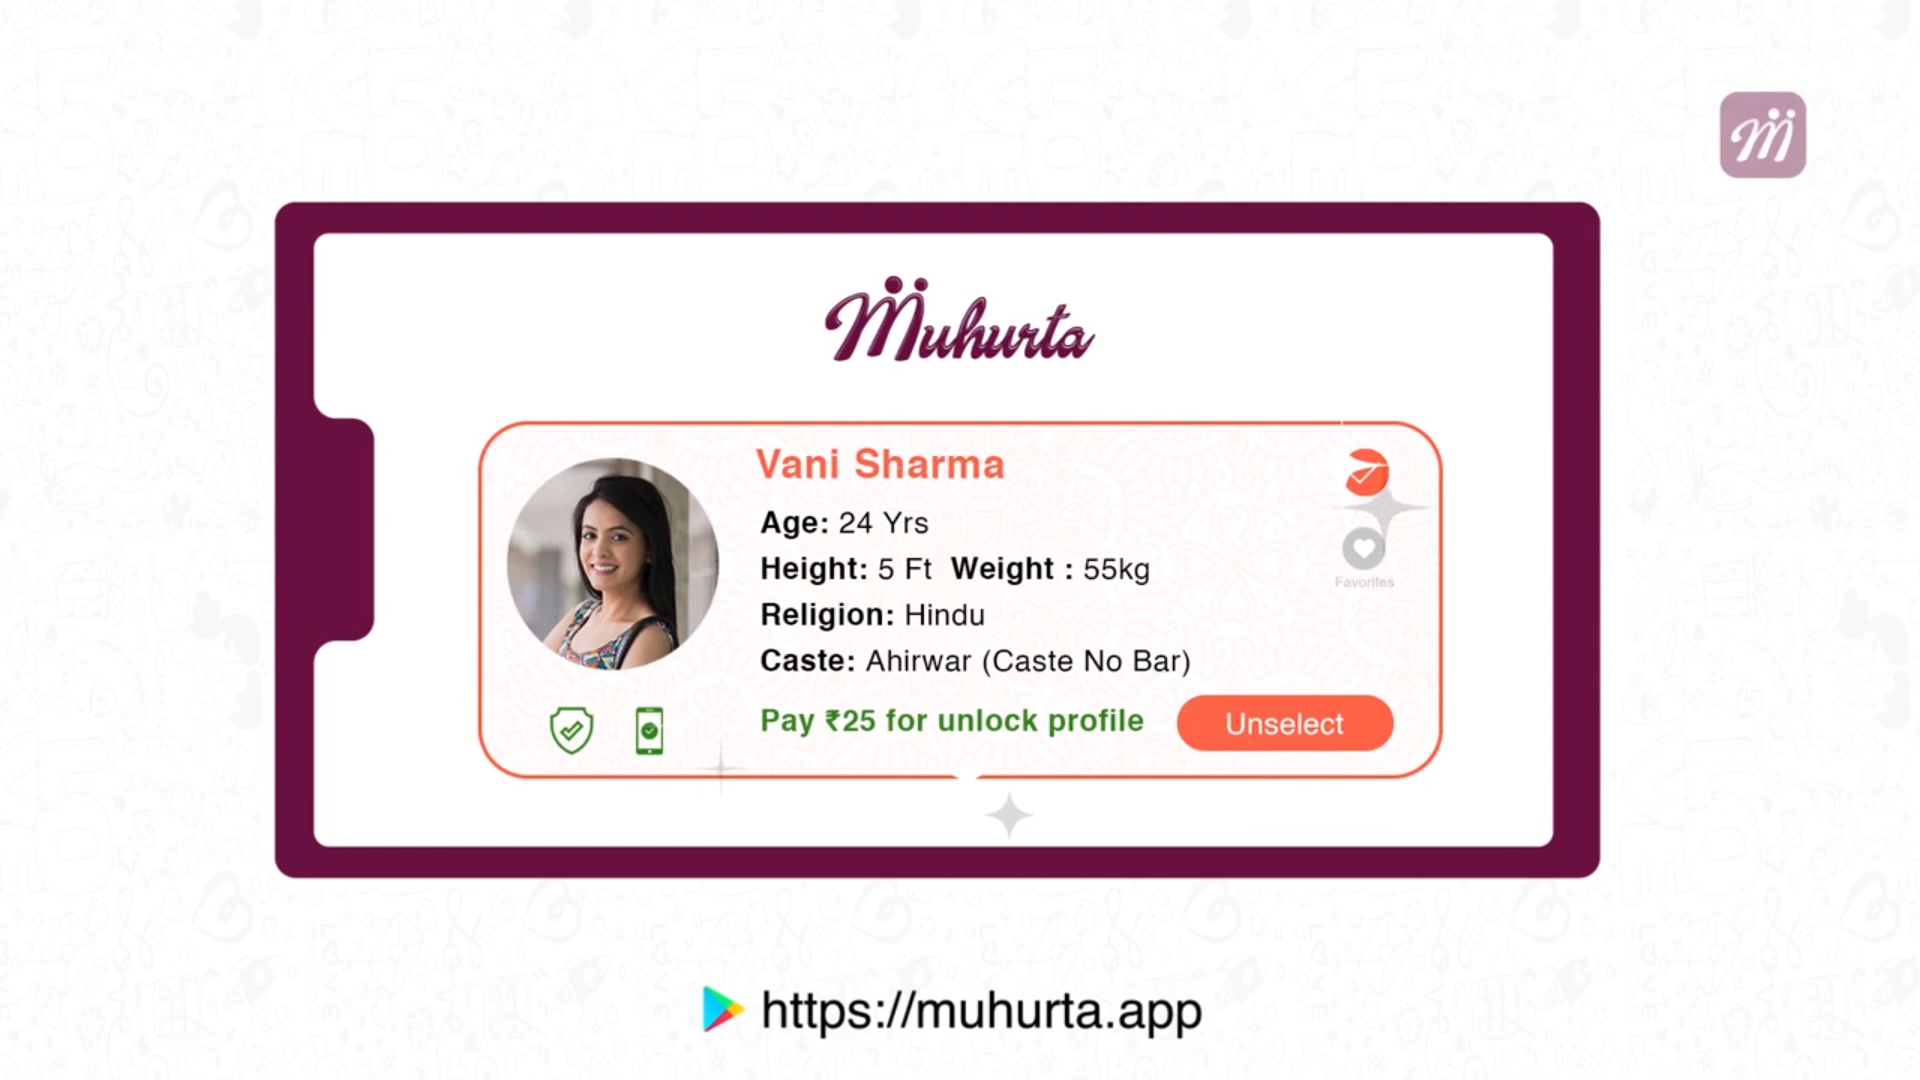 Muhurta
Vani Sharma
Age: 24 Yrs
Height: 5 Ft Weight : 55kg
Favorites
Religion: Hindu
Caste: Ahirwar (Caste No Bar)
Pay ₹25 for unlock profile
Unselect
https://muhurta.app